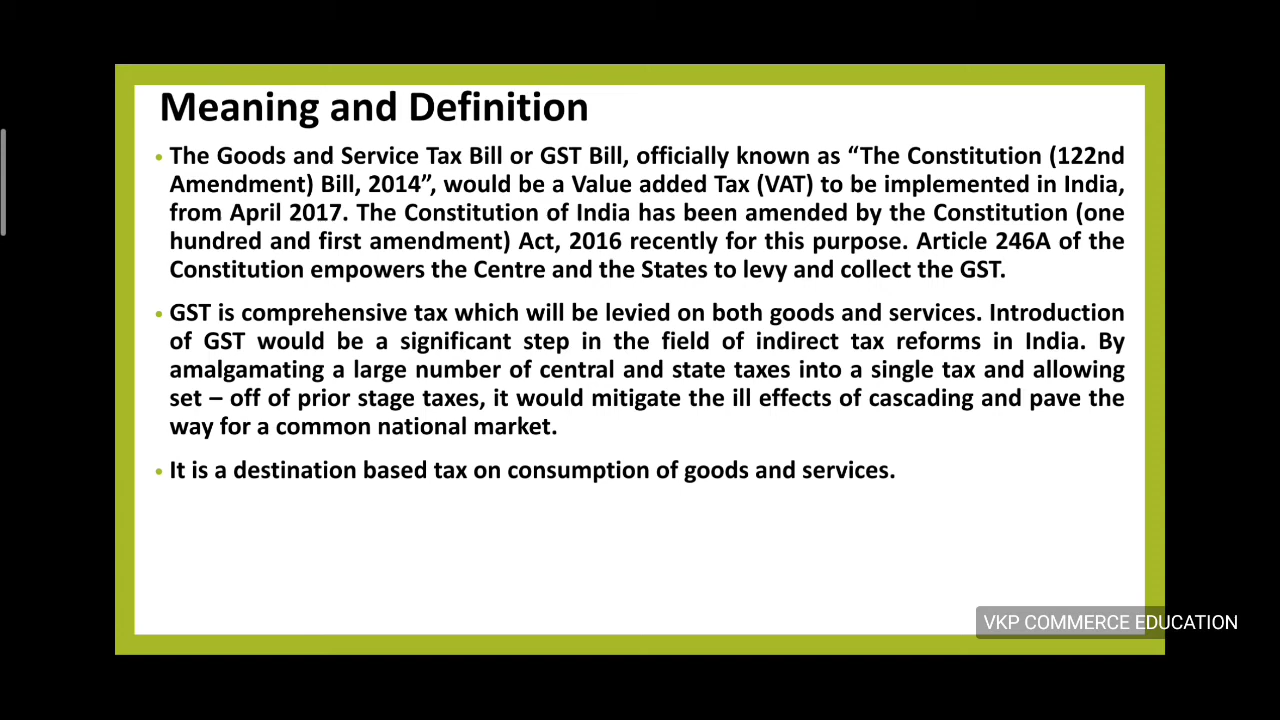 Meaning and Definition
• The Goods and Service Tax Bill or GST Bill, officially known as “The Constitution (122nd
Amendment) Bill, 2014”, would be a Value added Tax (VAT) to be implemented in India,
from April 2017. The Constitution of India has been amended by the Constitution (one
hundred and first amendment) Act, 2016 recently for this purpose. Article 246A of the
Constitution empowers the Centre and the States to levy and collect the GST.
• GST is comprehensive tax which will be levied on both goods and services. Introduction
of GST would be a significant step in the field of indirect tax reforms in India. By
amalgamating a large number of central and state taxes into a single tax and allowing
set – off of prior stage taxes, it would mitigate the ill effects of cascading and pave the
way for a common national market.
• It is a destination based tax on consumption of goods and services.
VKP COMMERCE EDUCATION